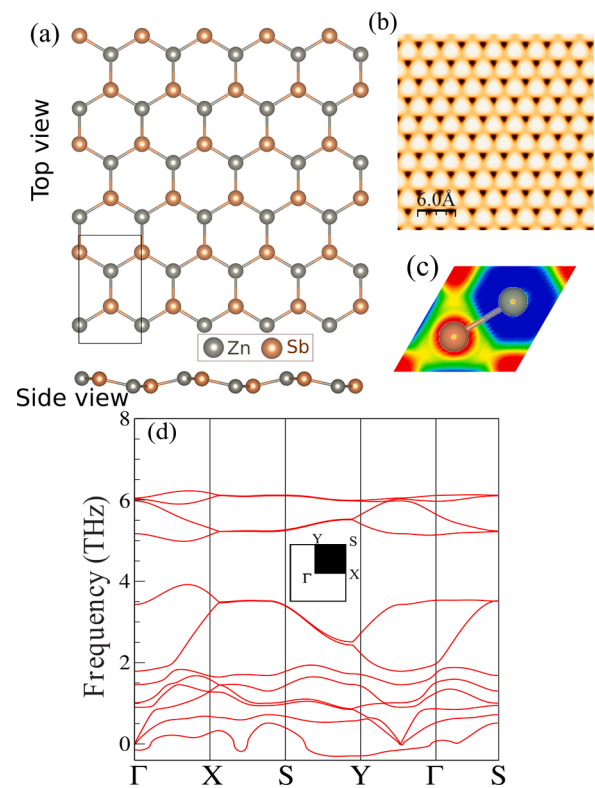 (a)
Top view
Zn Sb
Side view
(b)
6.0Å
(c)
(d)
Frequency (THz)
8
6
4
2
0
Y S
Γ X
Γ X S Y Γ S